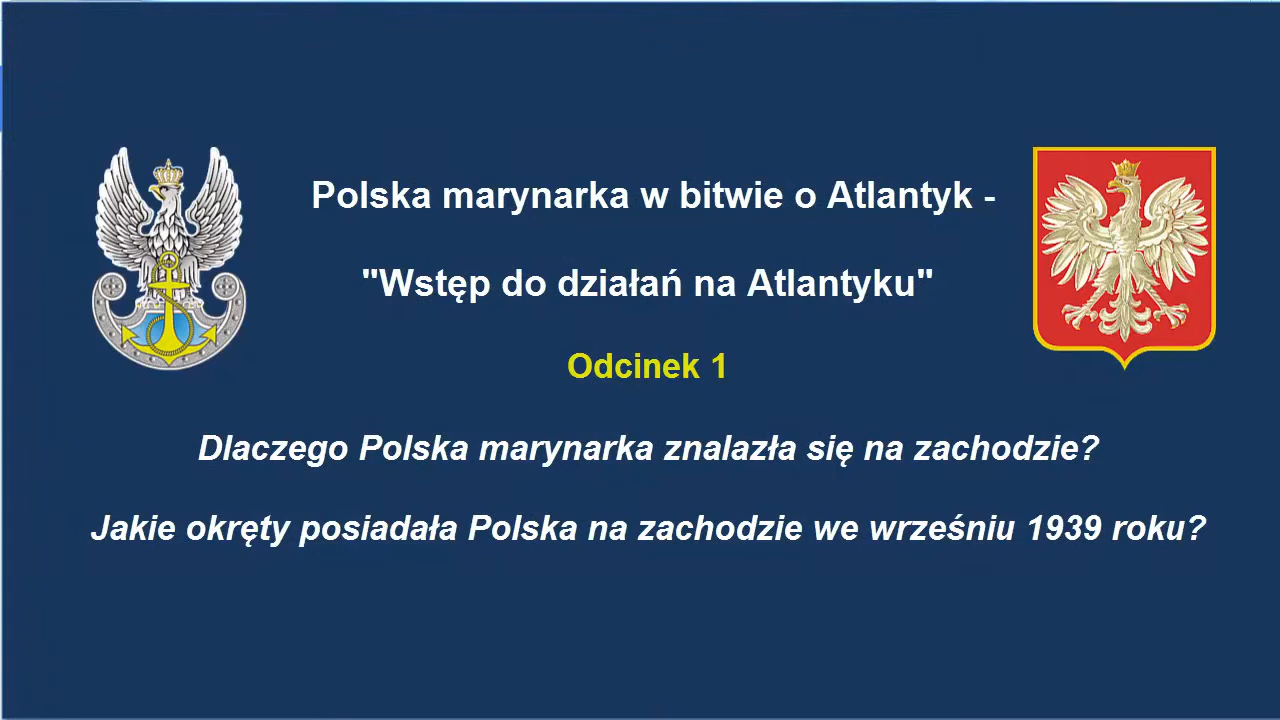 Polska marynarka w bitwie o Atlantyk -
"Wstęp do działań na Atlantyku"
Odcinek 1
Dlaczego Polska marynarka znalazła się na zachodzie?
Jakie okręty posiadała Polska na zachodzie we wrześniu 1939 roku?